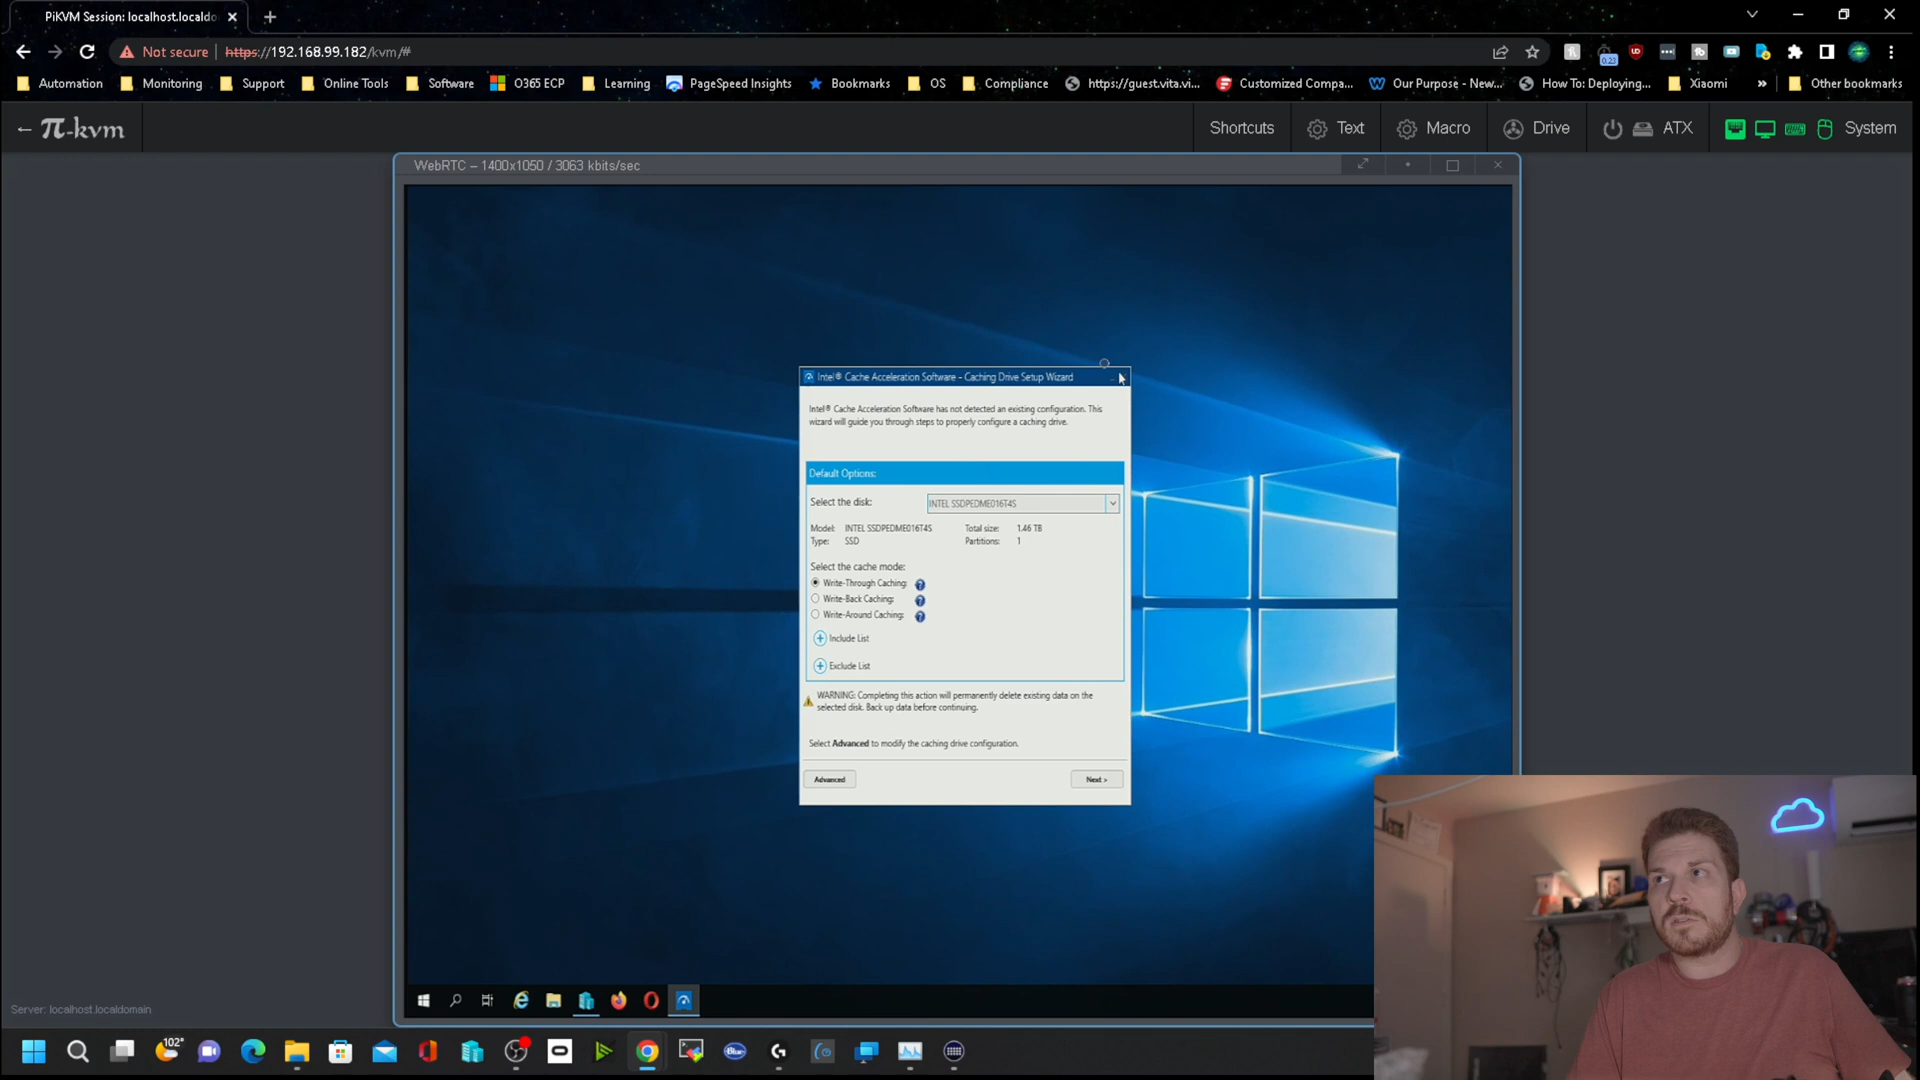 PiKVM Session: localhost.localdo
Not secure https://192.168.99.182/kvm/#
0.23
Automation Monitoring Support Online Tools Software O365 ECP Learning PageSpeed Insights Bookmarks OS Compliance https://guest.vita.vi... Customized Compa... Our Purpose - New... How To: Deploying... Xiaomi » Other bookmarks
← π-kvm Shortcuts Text Macro Drive ATX System
WebRTC – 1400x1050 / 3063 kbits/sec
Intel® Cache Acceleration Software - Caching Drive Setup Wizard
Intel® Cache Acceleration Software has not detected an existing configuration. This
wizard will guide you through steps to properly configure a caching drive.
Default Options:
Select the disk: INTEL SSDPEDME016T4S
Model: INTEL SSDPEDME016T4S Total size: 1.46 TB
Type: SSD Partitions: 1
Select the cache mode:
Write-Through Caching:
Write-Back Caching:
Write-Around Caching:
Include List
Exclude List
WARNING: Completing this action will permanently delete existing data on the
selected disk. Back up data before continuing.
Select Advanced to modify the caching drive configuration.
Advanced Next >
Server: localhost.localdomain
102°